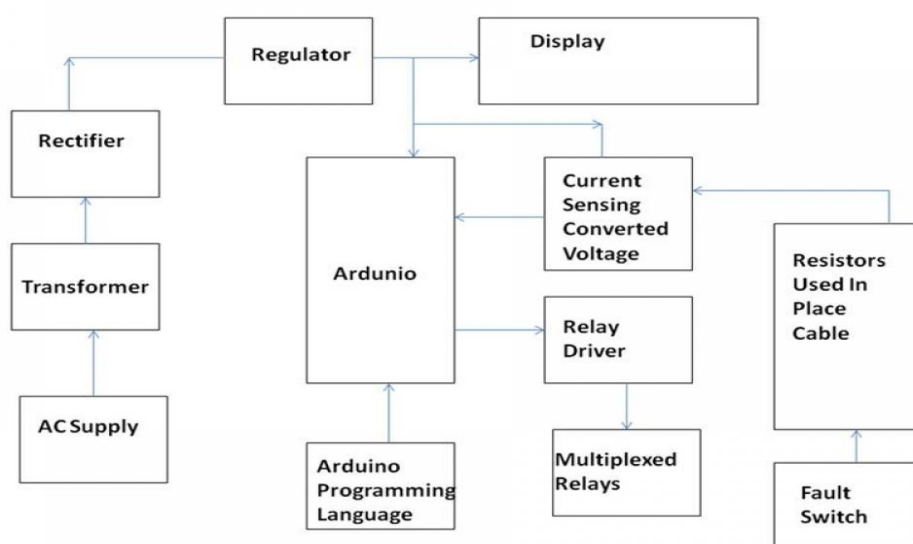 Regulator
Display
Rectifier
Current
Sensing
Converted
Voltage
Ardunio
Transformer
Resistors
Used In
Place
Cable
Relay
Driver
AC Supply
Arduino
Programming
Language
Multiplexed
Relays
Fault
Switch